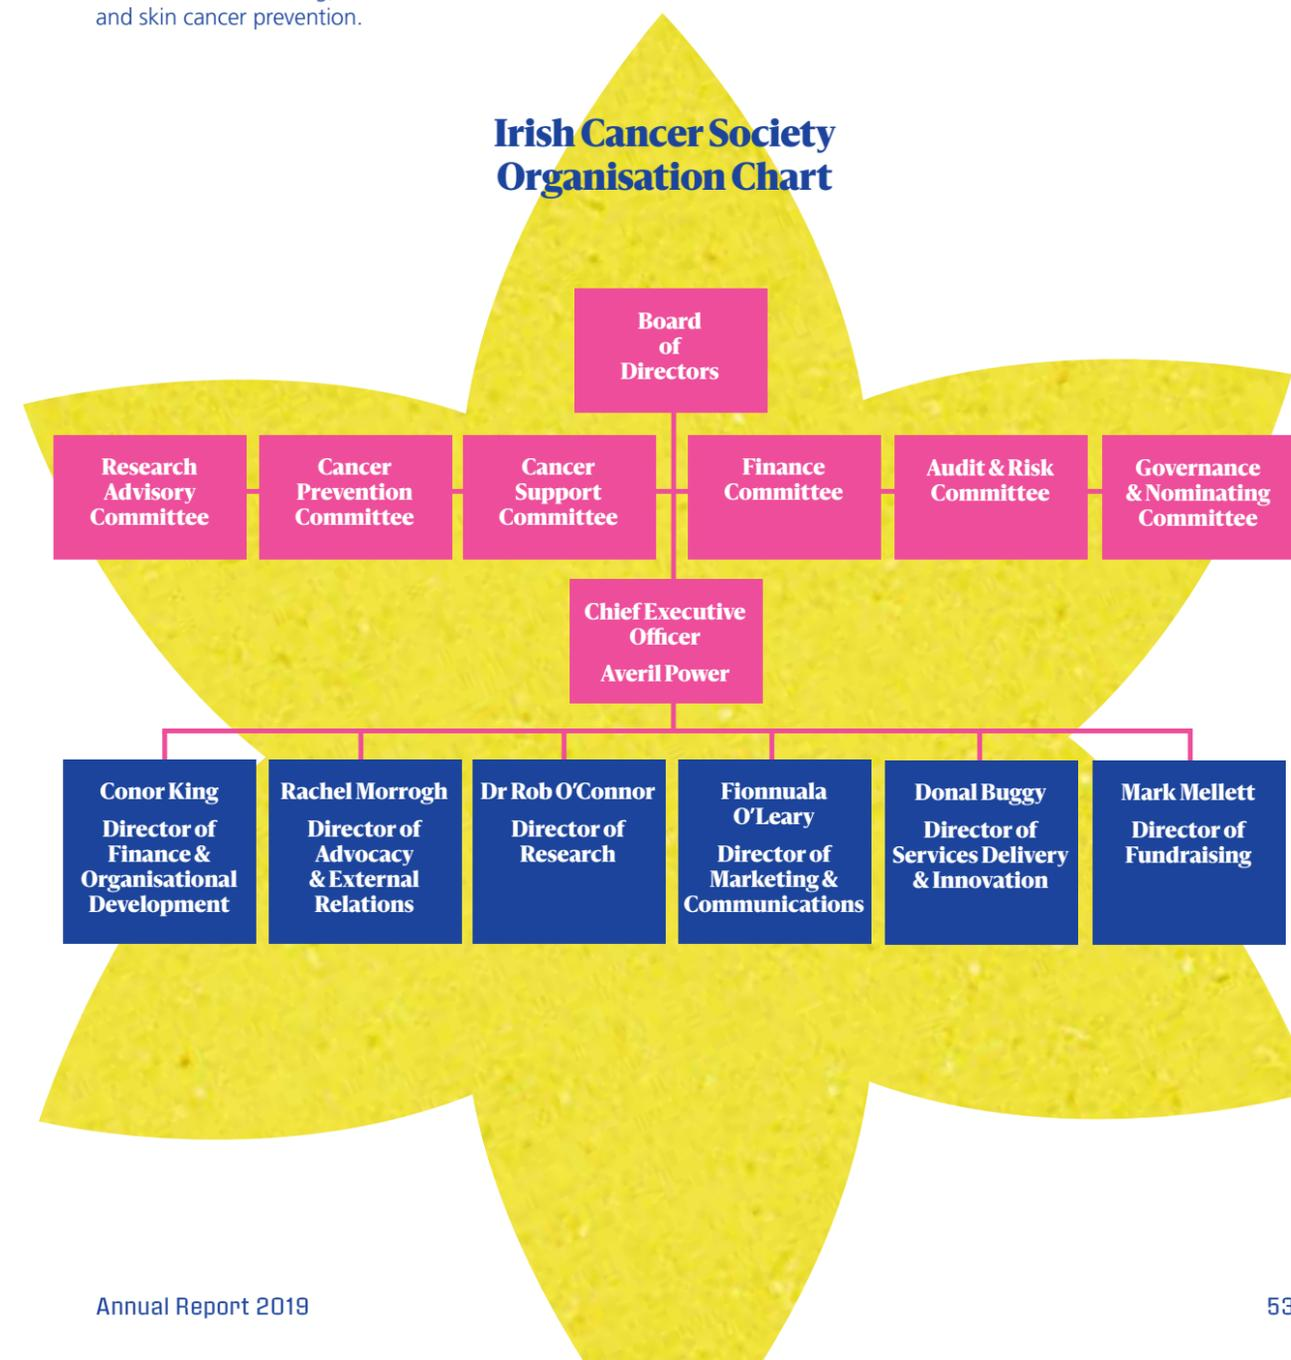 and skin cancer prevention.
Irish Cancer Society
Organisation Chart
Board
of
Directors
Research
Advisory
Committee
Cancer
Prevention
Committee
Cancer
Support
Committee
Finance
Committee
Audit & Risk
Committee
Governance
& Nominating
Committee
Chief Executive
Officer
Averil Power
Conor King
Director of
Finance &
Organisational
Development
Rachel Morrogh
Director of
Advocacy
& External
Relations
Dr Rob O'Connor
Director of
Research
Fionnuala
O'Leary
Director of
Marketing &
Communications
Donal Buggy
Director of
Services Delivery
& Innovation
Mark Mellett
Director of
Fundraising
Annual Report 2019
53